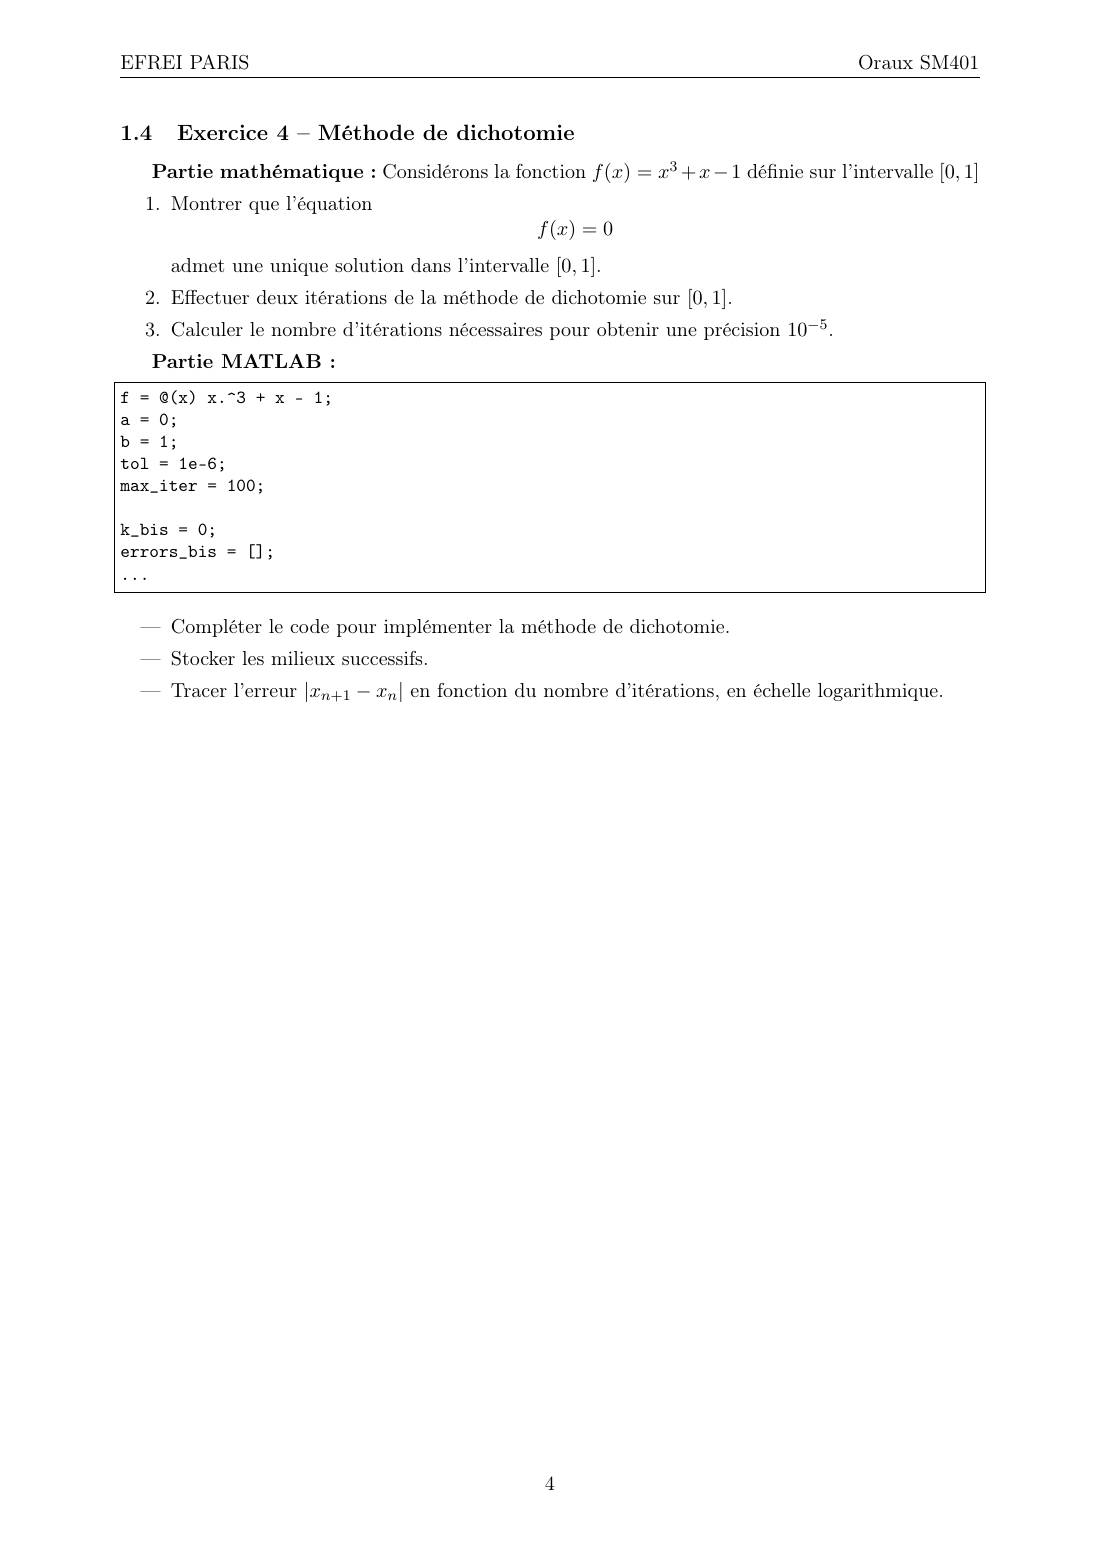 EFREI PARIS Oraux SM401
1.4 Exercice 4 – Méthode de dichotomie
Partie mathématique : Considérons la fonction f(x) = x³ + x − 1 définie sur l'intervalle [0, 1]
1. Montrer que l'équation
f(x) = 0
admet une unique solution dans l'intervalle [0, 1].
2. Effectuer deux itérations de la méthode de dichotomie sur [0, 1].
3. Calculer le nombre d'itérations nécessaires pour obtenir une précision 10⁻⁵.
Partie MATLAB :
f = @(x) x.^3 + x - 1;
a = 0;
b = 1;
tol = 1e-6;
max_iter = 100;
k_bis = 0;
errors_bis = [];
...
— Compléter le code pour implémenter la méthode de dichotomie.
— Stocker les milieux successifs.
— Tracer l'erreur |xₙ₊₁ − xₙ| en fonction du nombre d'itérations, en échelle logarithmique.
4